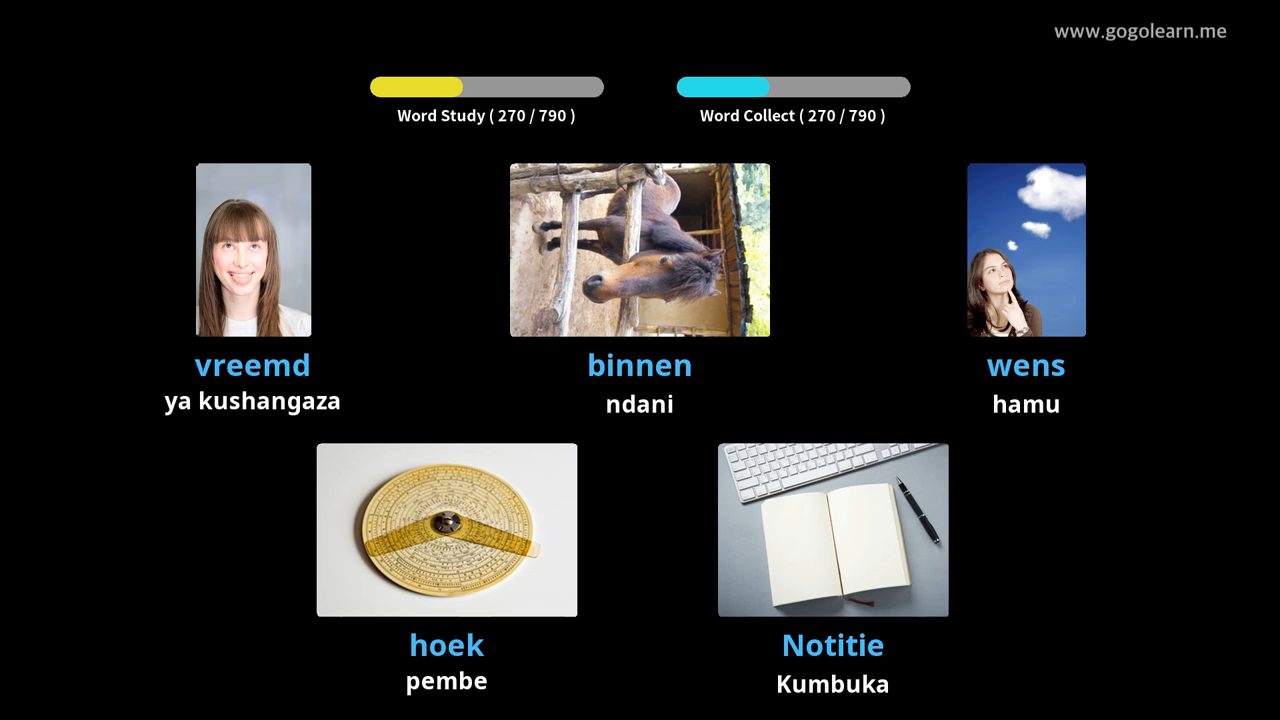 www.gogolearn.me
Word Study ( 270 / 790 )
Word Collect ( 270 / 790 )
vreemd
ya kushangaza
binnen
ndani
wens
hamu
hoek
pembe
Notitie
Kumbuka